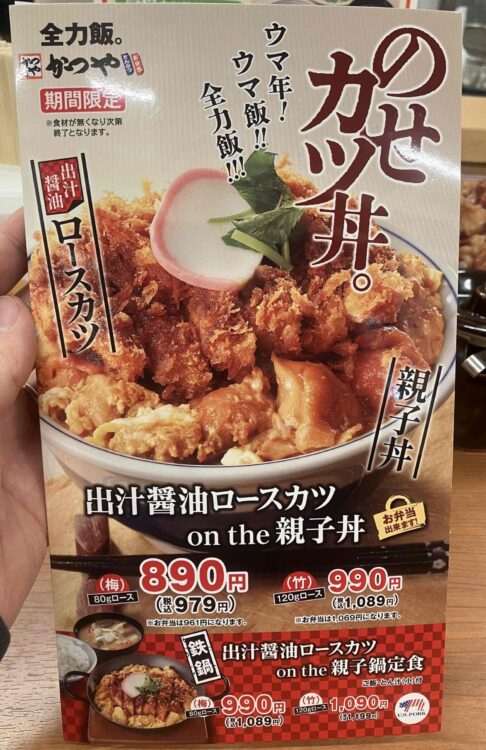 全力飯。
かつや
期間限定
※食材が無くなり次第
終了となります。
のせ
カツ丼。
ウマ年!
ウマ飯!!
全力飯!!!
出汁
醤油
ロースカツ
親子丼
出汁醤油ロースカツ
on the 親子丼
お弁当
出来ます!
(梅) 80gロース 890円
(税込979円)
※お弁当は961円になります。
(竹) 120gロース 990円
(税込1,089円)
※お弁当は1,069円になります。
鉄鍋
出汁醤油ロースカツ
on the 親子鍋定食
ご飯・とん汁(小)付
(梅) 80gロース 990円
(税込1,089円)
(竹) 120gロース 1,090円
(税込1,199円)
U.S. PORK